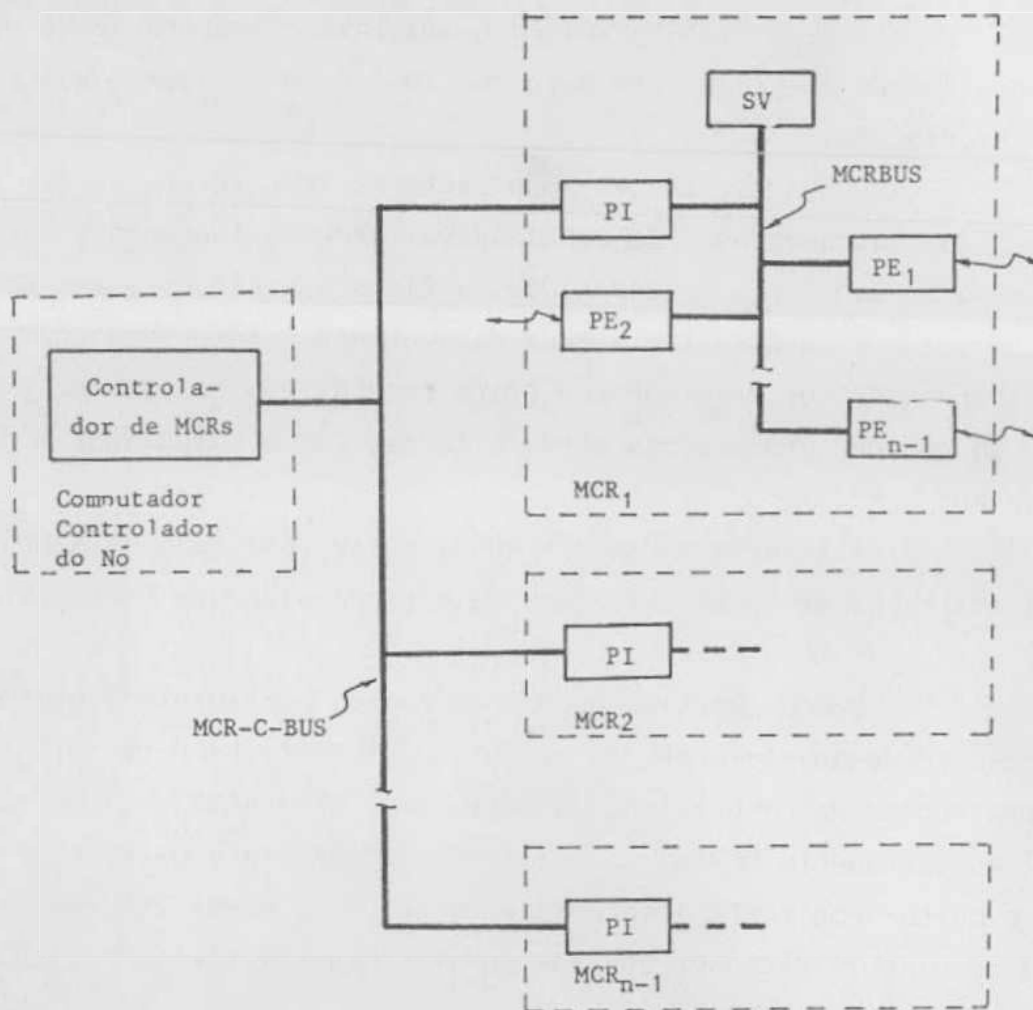 SV
MCRBUS
PI
PE₁
PE₂
Controla-
dor de MCRs
PEₙ₋₁
MCR₁
Computador
Controlador
do Nõ
PI
MCR-C-BUS
MCR2
PI
MCRₙ₋₁